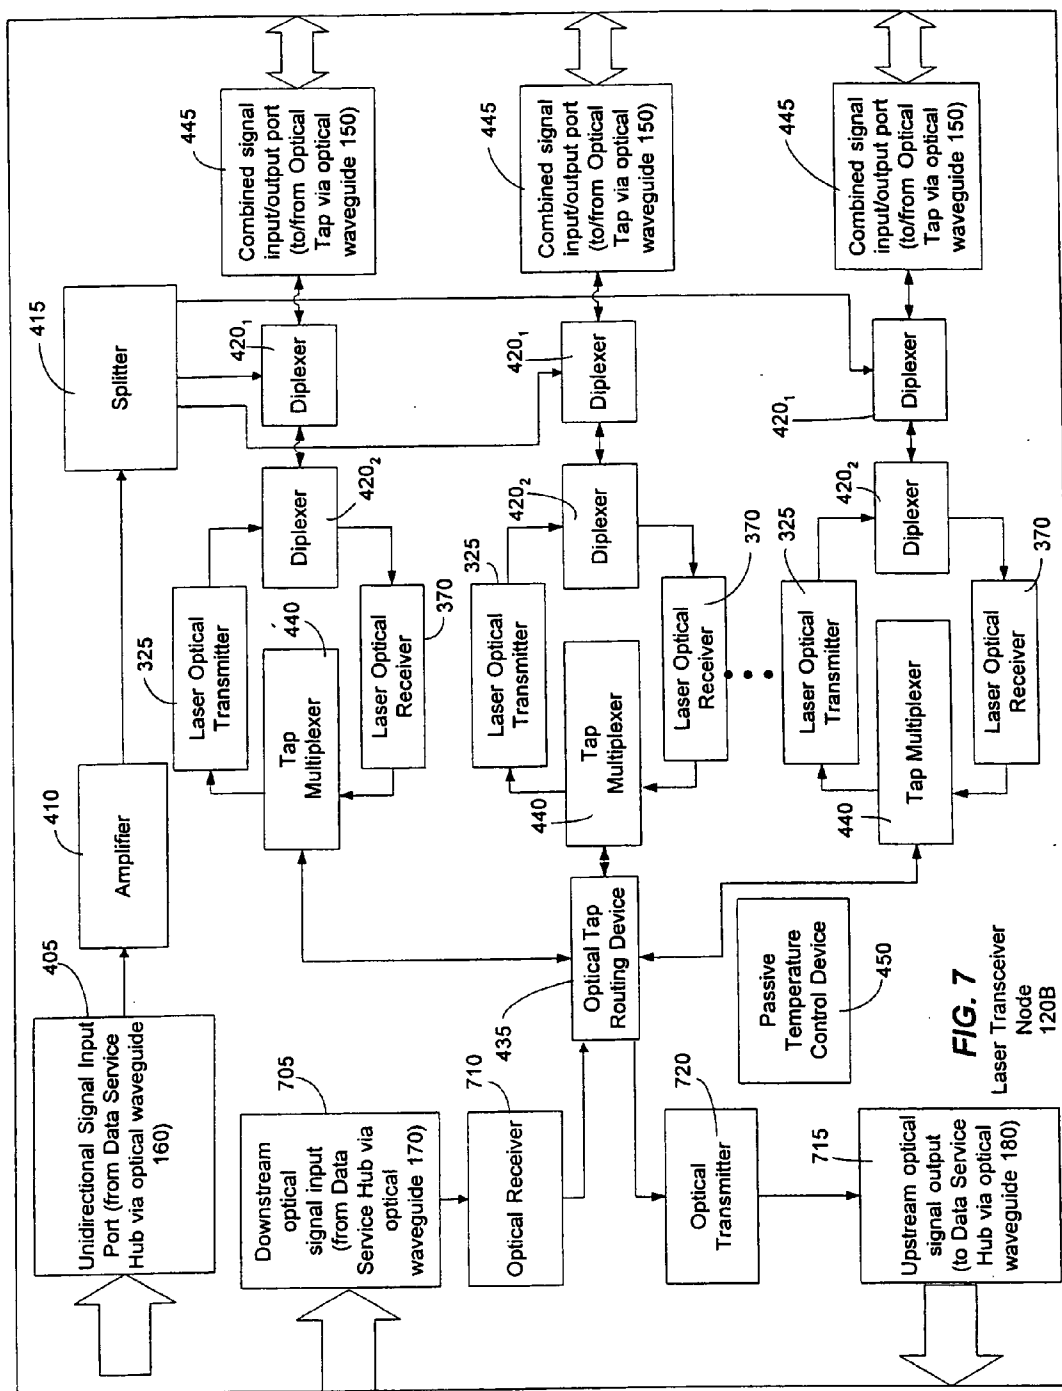 445
Combined signal
input/output port
(to/from Optical
Tap via optical
waveguide 150)
445
Combined signal
input/output port
(to/from Optical
Tap via optical
waveguide 150)
445
Combined signal
input/output port
(to/from Optical
Tap via optical
waveguide 150)
415
Splitter
420₁
Diplexer
420₁
Diplexer
420₁
Diplexer
420₂
Diplexer
420₂
Diplexer
420₂
Diplexer
325
Laser Optical
Transmitter
440
Tap
Multiplexer
Laser Optical
Receiver
370
325
Laser Optical
Transmitter
Tap
Multiplexer
440
Laser Optical
Receiver
370
325
Laser Optical
Transmitter
Tap Multiplexer
440
Laser Optical
Receiver
370
410
Amplifier
405
Unidirectional Signal Input
Port (from Data Service
Hub via optical waveguide
160)
Optical Tap
Routing Device
435
Passive
Temperature
Control Device
450
705
Downstream
optical
signal input
(from Data
Service Hub via
optical
waveguide 170)
710
Optical Receiver
720
Optical
Transmitter
715
Upstream optical
signal output
(to Data Service
Hub via optical
waveguide 180)
FIG. 7
Laser Transceiver
Node
120B